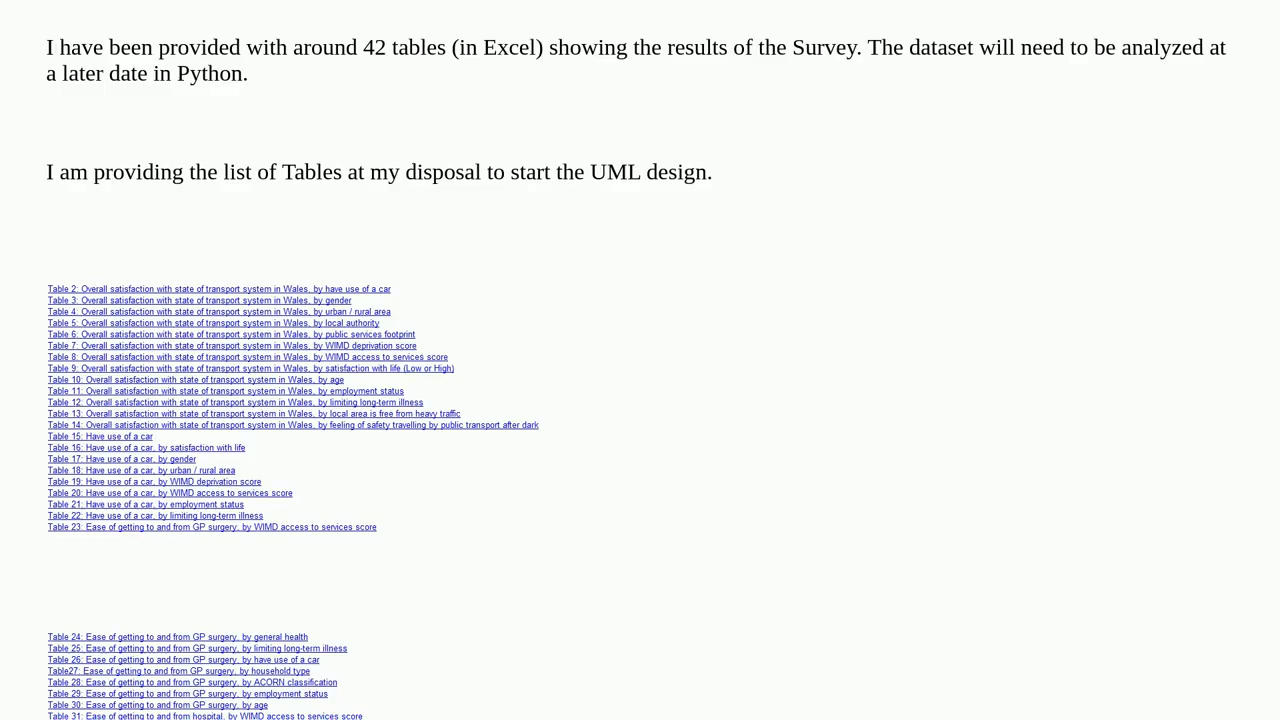 I have been provided with around 42 tables (in Excel) showing the results of the Survey. The dataset will need to be analyzed at
a later date in Python.
I am providing the list of Tables at my disposal to start the UML design.
Table 2: Overall satisfaction with state of transport system in Wales, by have use of a car
Table 3: Overall satisfaction with state of transport system in Wales, by gender
Table 4: Overall satisfaction with state of transport system in Wales, by urban / rural area
Table 5: Overall satisfaction with state of transport system in Wales, by local authority
Table 6: Overall satisfaction with state of transport system in Wales, by public services footprint
Table 7: Overall satisfaction with state of transport system in Wales, by WIMD deprivation score
Table 8: Overall satisfaction with state of transport system in Wales, by WIMD access to services score
Table 9: Overall satisfaction with state of transport system in Wales, by satisfaction with life (Low or High)
Table 10: Overall satisfaction with state of transport system in Wales, by age
Table 11: Overall satisfaction with state of transport system in Wales, by employment status
Table 12: Overall satisfaction with state of transport system in Wales, by limiting long-term illness
Table 13: Overall satisfaction with state of transport system in Wales, by local area is free from heavy traffic
Table 14: Overall satisfaction with state of transport system in Wales, by feeling of safety travelling by public transport after dark
Table 15: Have use of a car
Table 16: Have use of a car, by satisfaction with life
Table 17: Have use of a car, by gender
Table 18: Have use of a car, by urban / rural area
Table 19: Have use of a car, by WIMD deprivation score
Table 20: Have use of a car, by WIMD access to services score
Table 21: Have use of a car, by employment status
Table 22: Have use of a car, by limiting long-term illness
Table 23: Ease of getting to and from GP surgery, by WIMD access to services score
Table 24: Ease of getting to and from GP surgery, by general health
Table 25: Ease of getting to and from GP surgery, by limiting long-term illness
Table 26: Ease of getting to and from GP surgery, by have use of a car
Table27: Ease of getting to and from GP surgery, by household type
Table 28: Ease of getting to and from GP surgery, by ACORN classification
Table 29: Ease of getting to and from GP surgery, by employment status
Table 30: Ease of getting to and from GP surgery, by age
Table 31: Ease of getting to and from hospital, by WIMD access to services score